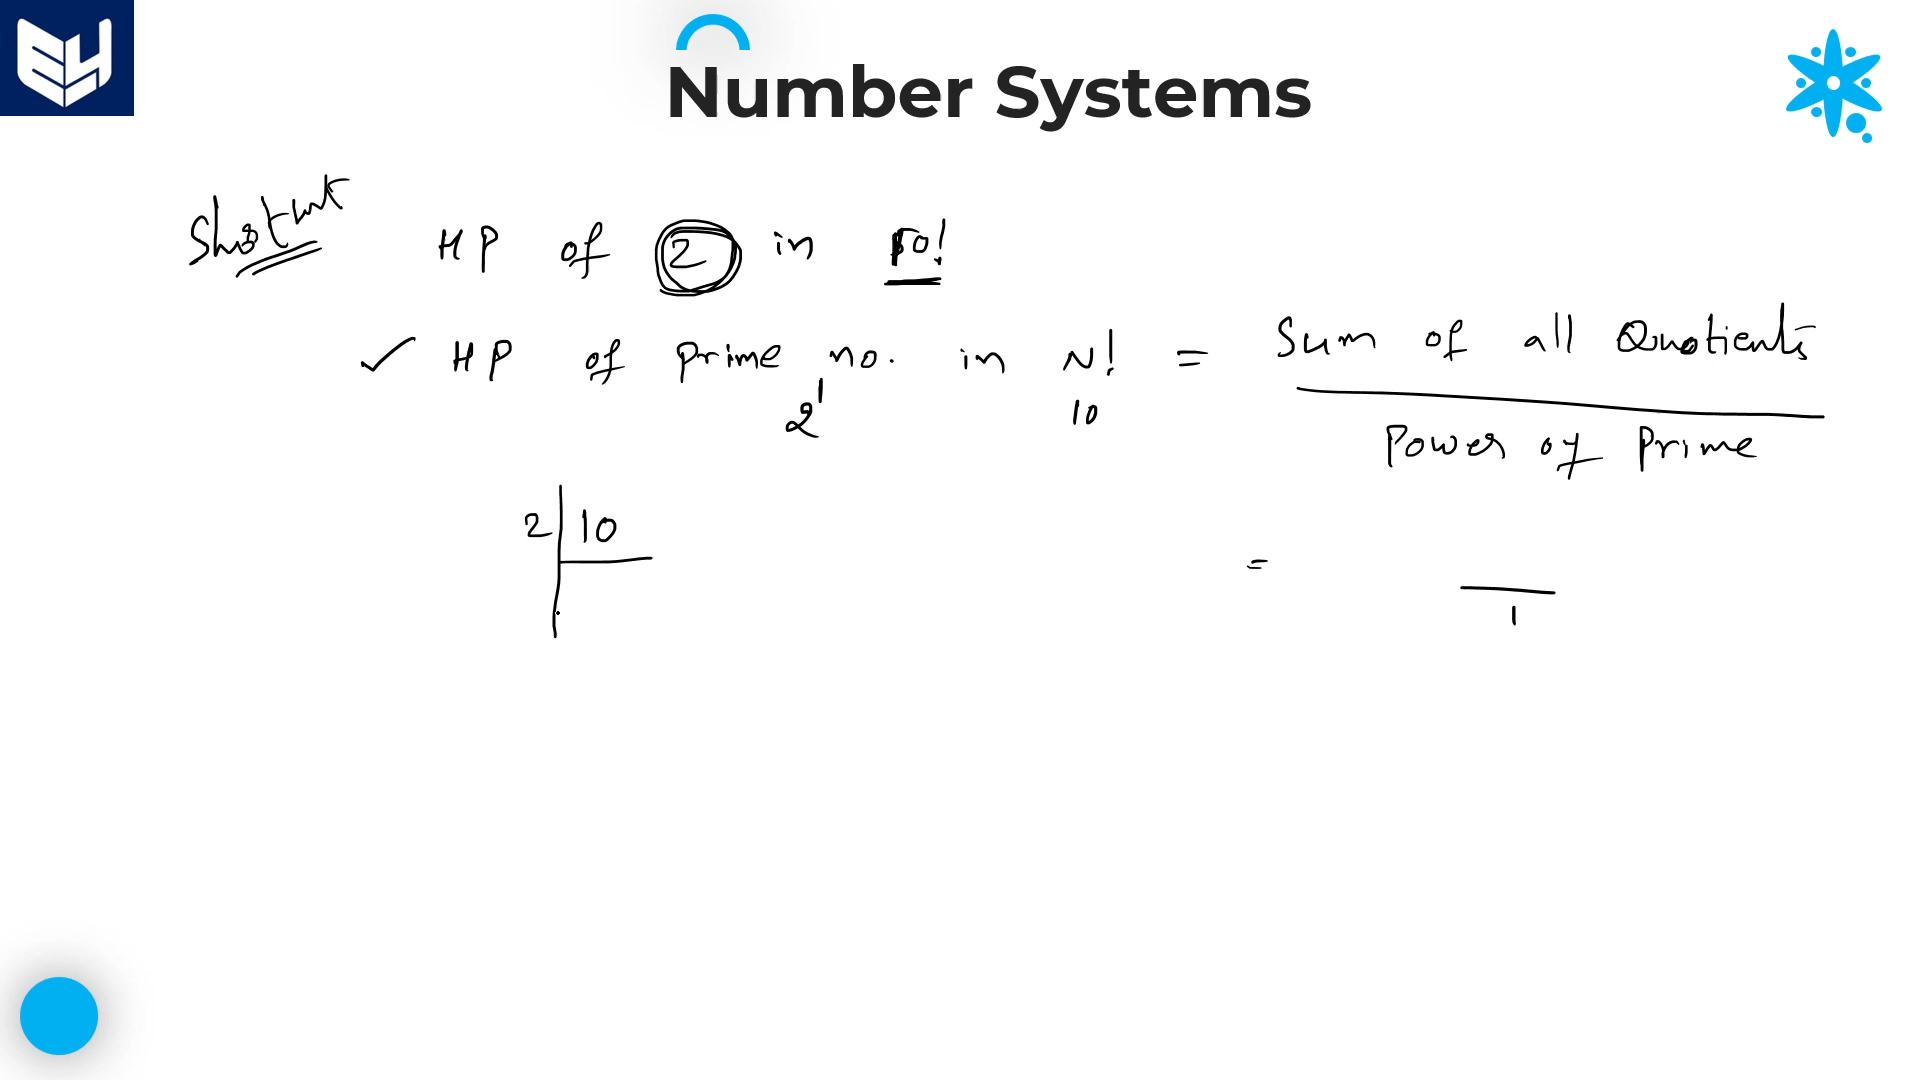 EY
Number Systems
Shortcut HP of 2 in 10!
✓ HP of prime no. in N! = Sum of all Quotients
2¹ 10
Power of Prime
2 10
=
1